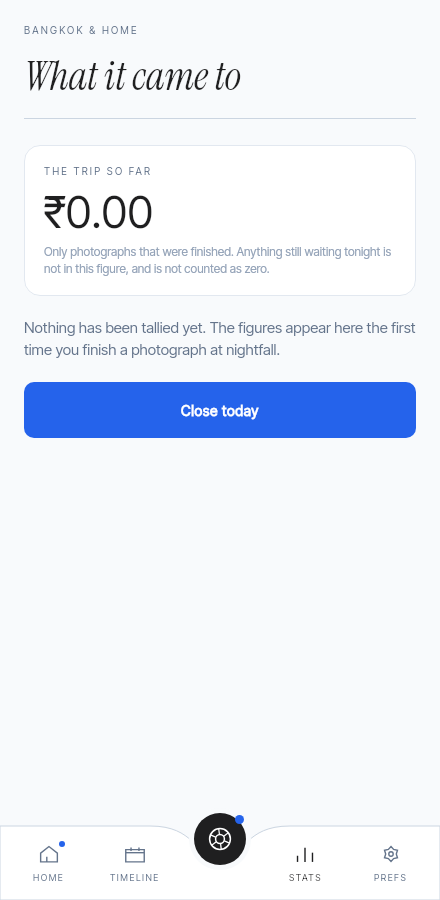 BANGKOK & HOME
What it came to
THE TRIP SO FAR
₹0.00
Only photographs that were finished. Anything still waiting tonight is
not in this figure, and is not counted as zero.
Nothing has been tallied yet. The figures appear here the first
time you finish a photograph at nightfall.
Close today
HOME
TIMELINE
STATS
PREFS